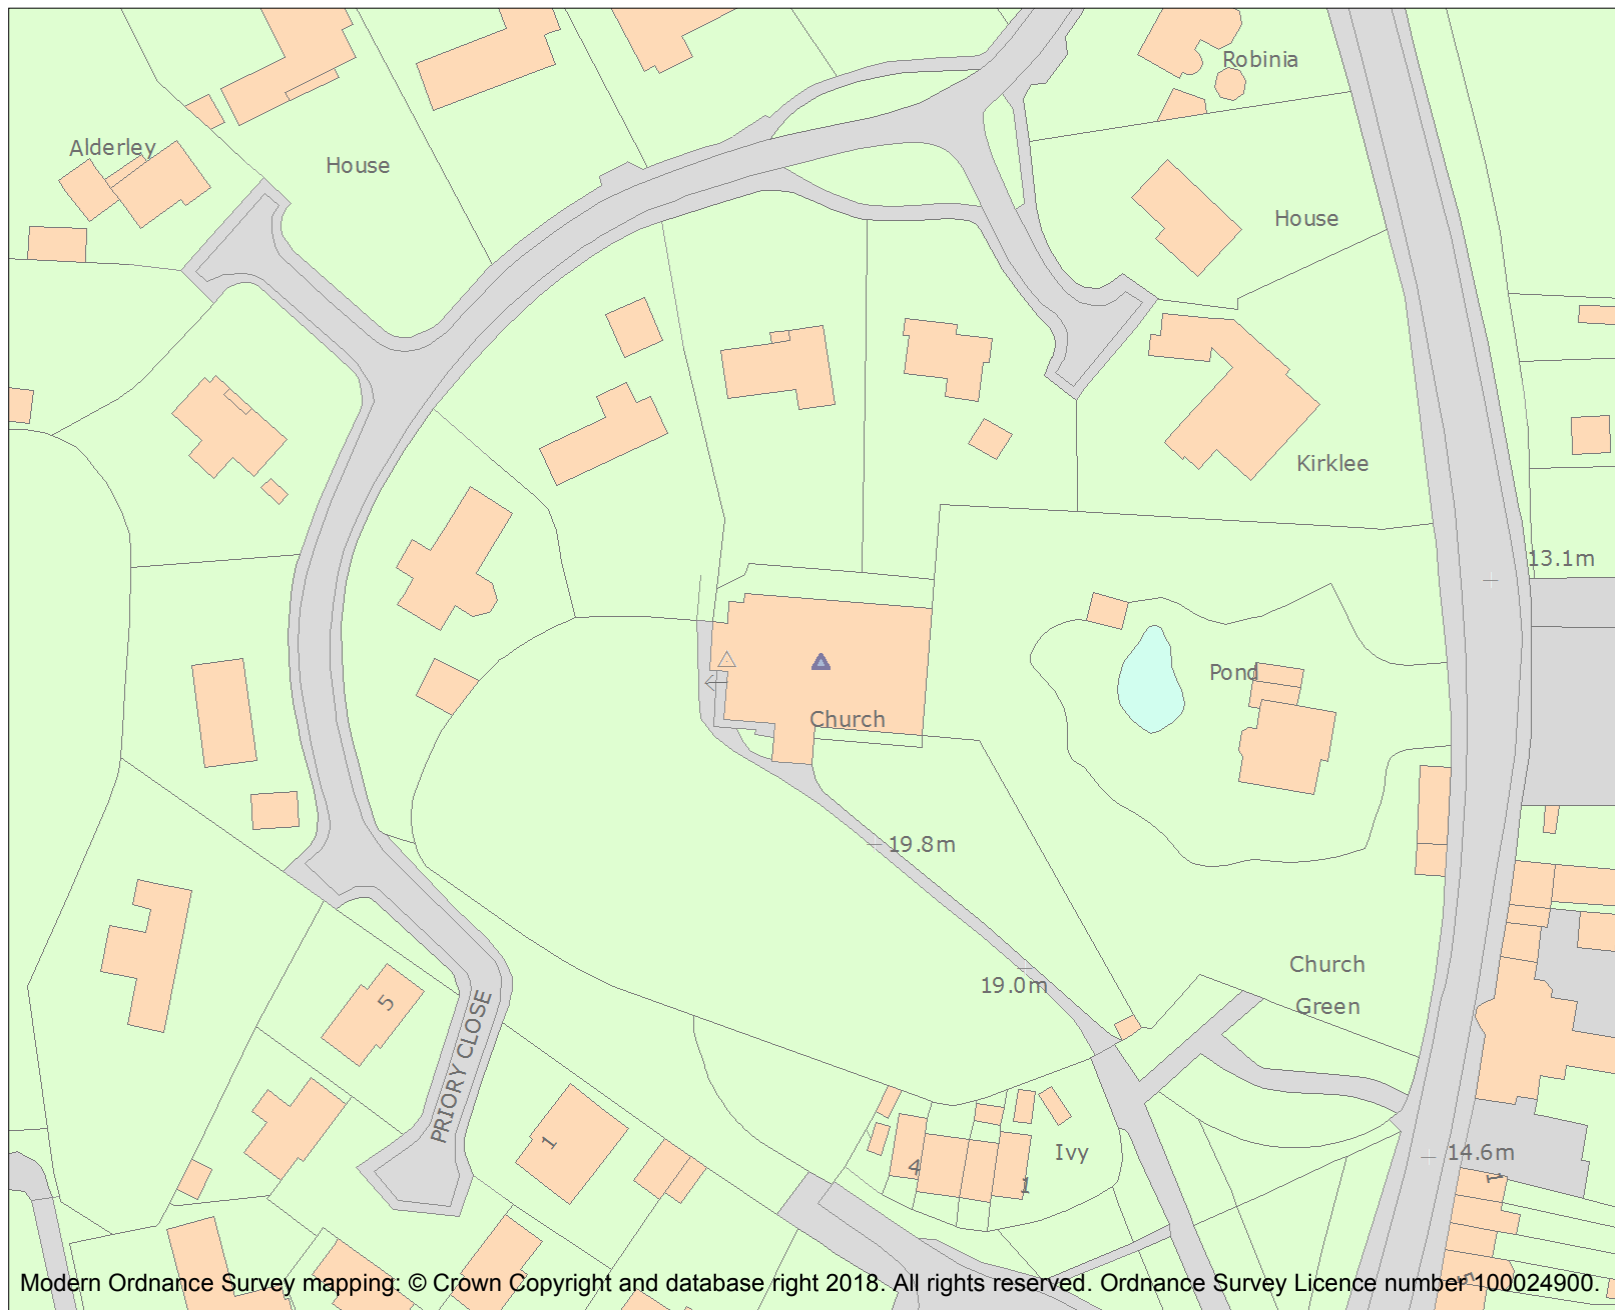 Robinia
Alderley
House
House
Kirklee
13.1m
Pond
Church
19.8m
Church
Green
19.0m
5
PRIORY CLOSE
1
Ivy
4
1
14.6m
1
5
Modern Ordnance Survey mapping: © Crown Copyright and database right 2018. All rights reserved. Ordnance Survey Licence number 100024900.